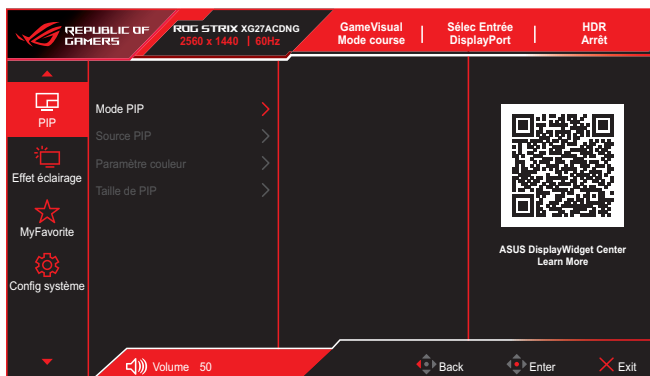 REPUBLIC OF
GAMERS
ROG STRIX XG27ACDNG
2560 x 1440 | 60Hz
GameVisual
Mode course
Sélec Entrée
DisplayPort
HDR
Arrêt
PIP
Effet éclairage
MyFavorite
Config système
Mode PIP
Source PIP
Paramètre couleur
Taille de PIP
ASUS DisplayWidget Center
Learn More
Volume 50
Back
Enter
Exit